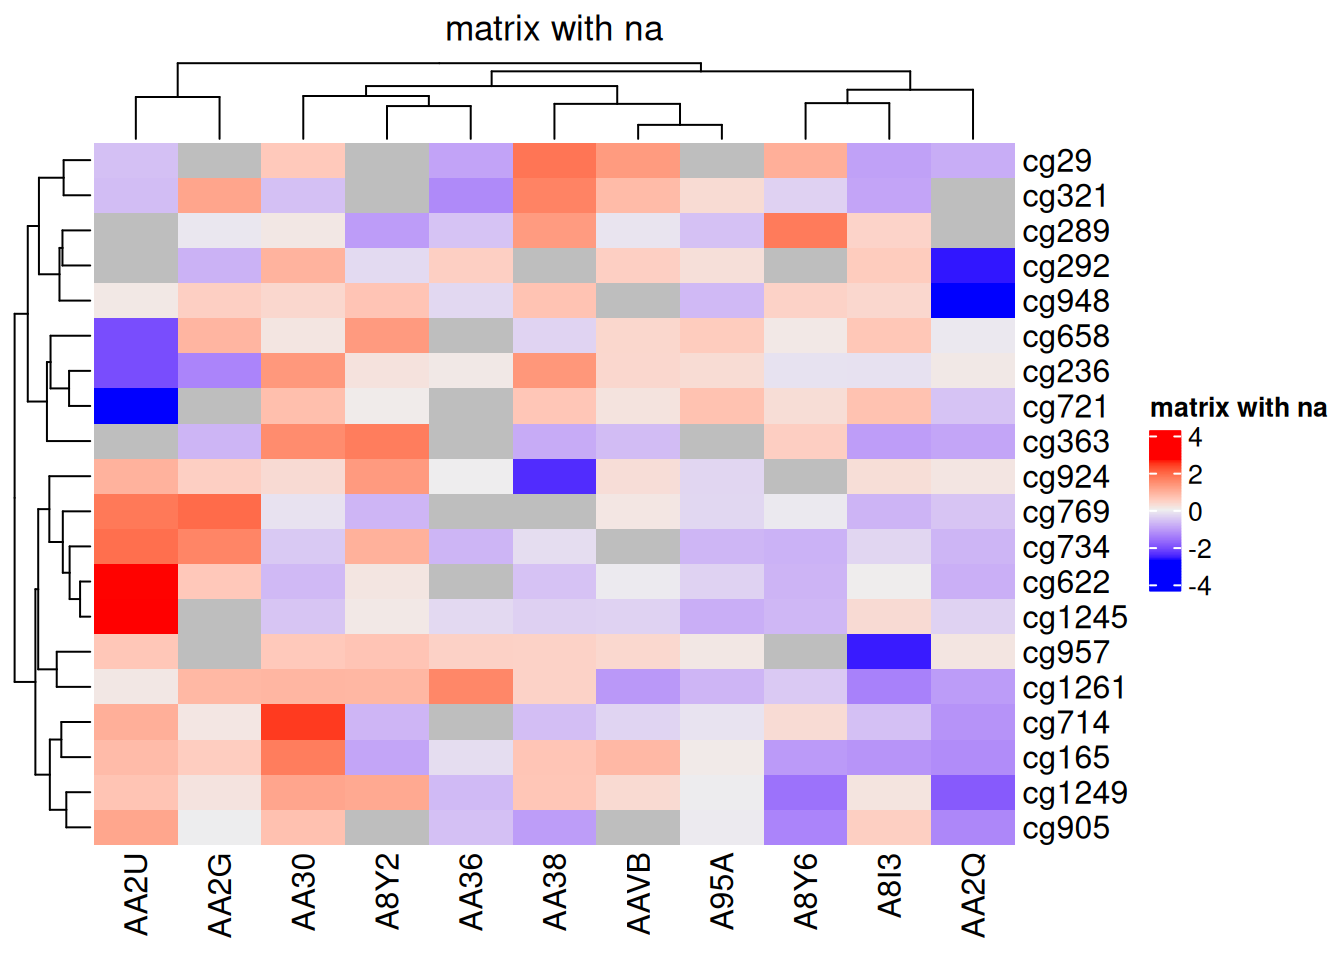 matrix with na
cg29
cg321
cg289
cg292
cg948
cg658
cg236
cg721
cg363
cg924
cg769
cg734
cg622
cg1245
cg957
cg1261
cg714
cg165
cg1249
cg905
matrix with na
4
2
0
-2
-4
AA2U
AA2G
AA30
A8Y2
AA36
AA38
AAVB
A95A
A8Y6
A8I3
AA2Q